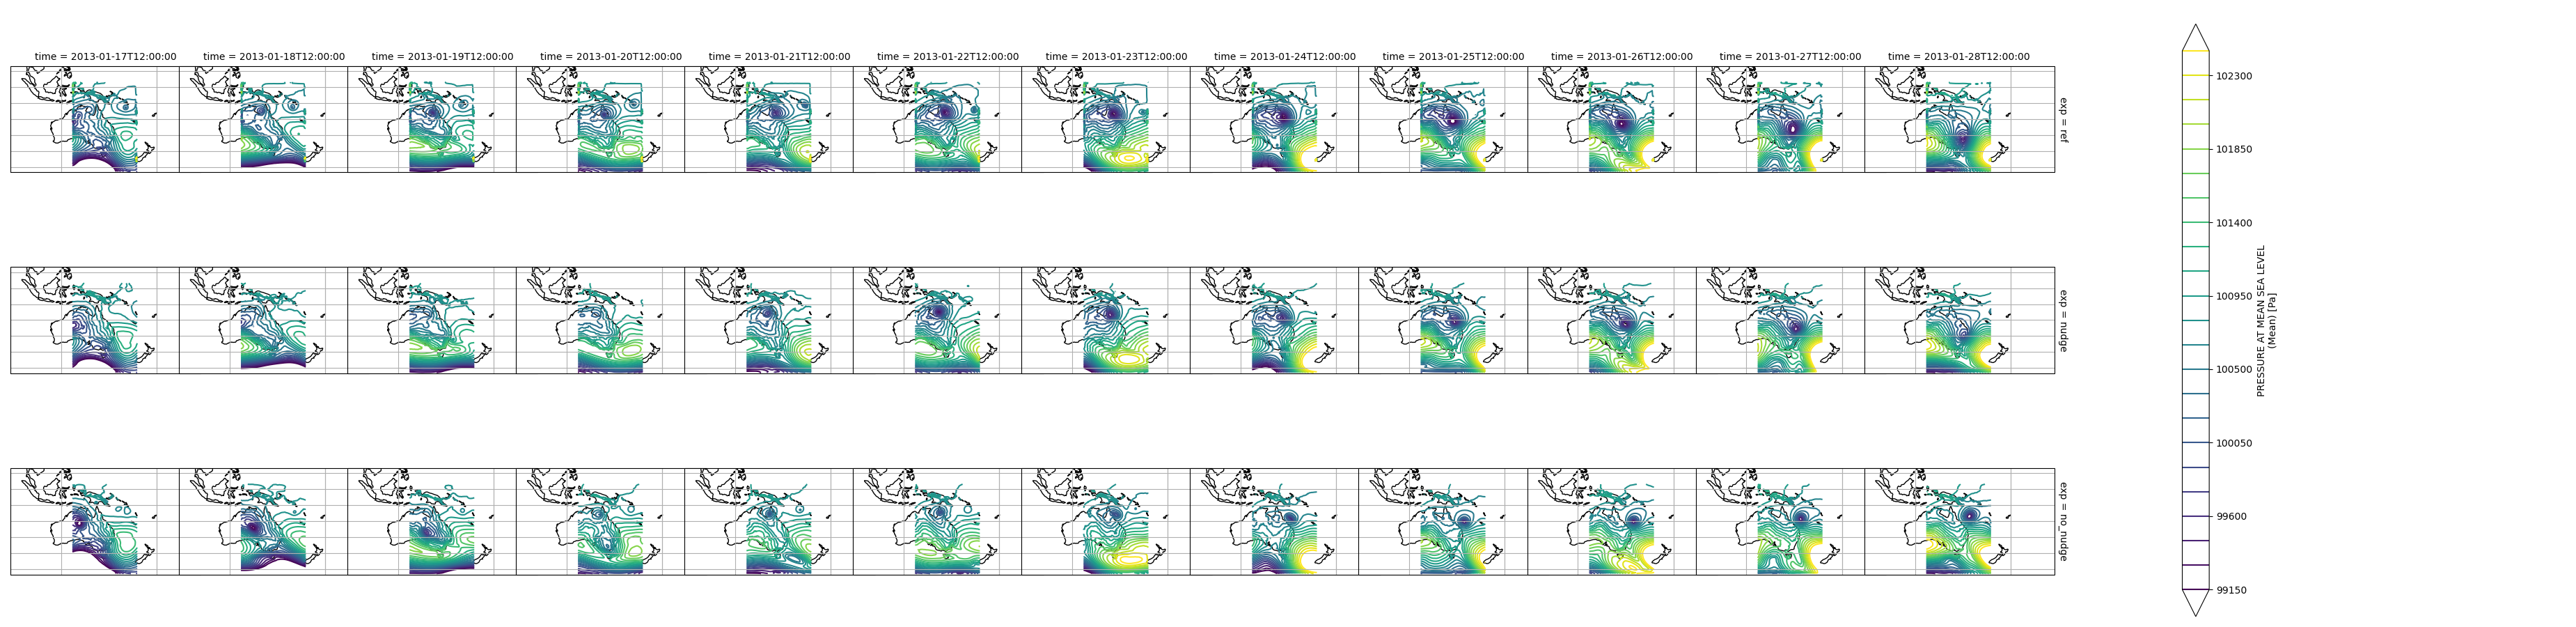 time = 2013-01-17T12:00:00
time = 2013-01-18T12:00:00
time = 2013-01-19T12:00:00
time = 2013-01-20T12:00:00
time = 2013-01-21T12:00:00
time = 2013-01-22T12:00:00
time = 2013-01-23T12:00:00
time = 2013-01-24T12:00:00
time = 2013-01-25T12:00:00
time = 2013-01-26T12:00:00
time = 2013-01-27T12:00:00
time = 2013-01-28T12:00:00
exp = ref
exp = nudge
exp = no_nudge
102300
101850
101400
100950
100500
100050
99600
99150
PRESSURE AT MEAN SEA LEVEL
(Mean) [Pa]